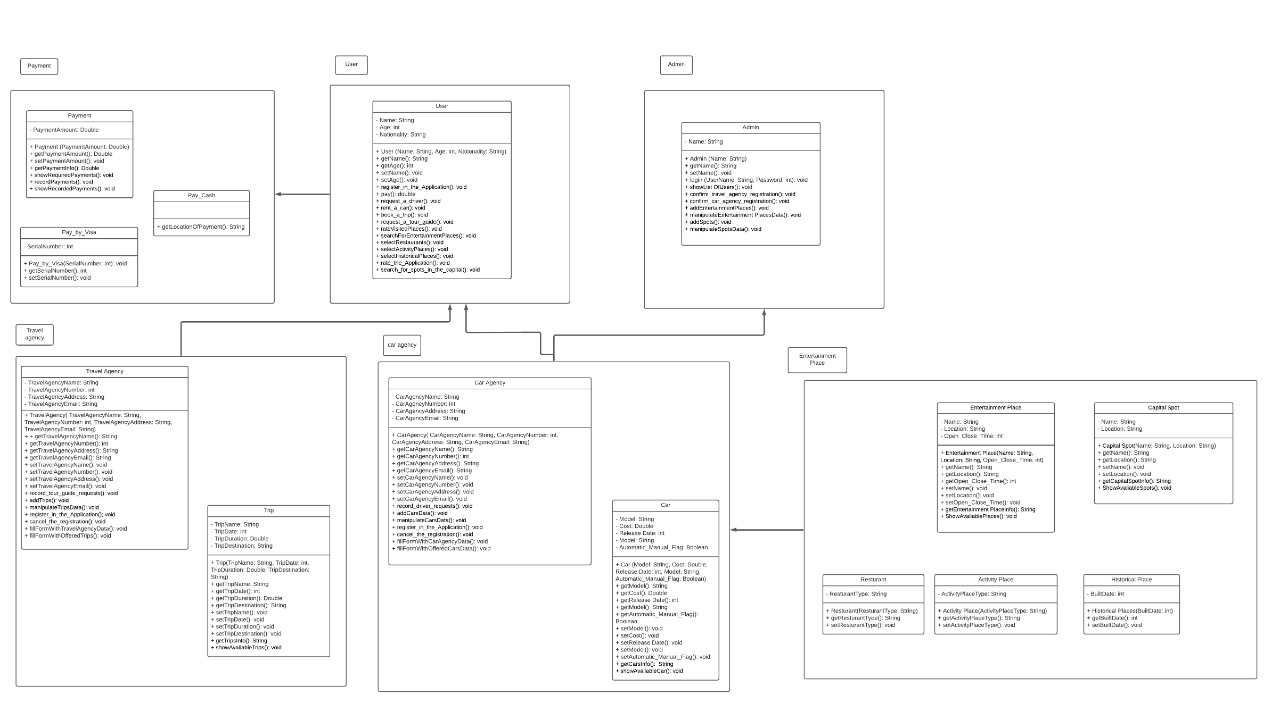 Payment
Payment
- PaymentAmount: Double
+ Payment (PaymentAmount: Double)
+ getPaymentAmount(): Double
+ setPaymentAmount(): void
+ getPaymentInfo(): Double
+ showRequiredPayments(): void
+ recordPayments(): void
+ showRecordedPayments(): void
Pay_Cash
+ getLocationOfPayment(): String
Pay_by_Visa
- SerialNumber: int
+ Pay_by_Visa(SerialNumber: int): void
+ getSerialNumber(): int
+ setSerialNumber(): void
User
User
- Name: String
- Age: int
- Nationality: String
+ User (Name: Srting, Age: int, Nationality: String)
+ getName(): String
+ getAge(): int
+ setName(): void
+ setAge(): void
+ register_in_the_Application(): void
+ pay(): double
+ request_a_driver(): void
+ rent_a_car(): void
+ book_a_trip(): void
+ request_a_tour_guide(): void
+ rateVisitedPlaces(): void
+ searchForEntertainmentPlaces(): void
+ selectRestaurants(): void
+ selectActivityPlaces(): void
+ selectHistoricalPlaces(): void
+ rate_the_Application(): void
+ search_for_spots_in_the_capital(): void
Admin
Admin
- Name: String
+ Admin (Name: String)
+ getName(): String
+ setName(): void
+ login (UserName: String, Password: int): void
+ showList OfUsers(): void
+ confirm_travel_agency_registration(): void
+ confirm_car_agency_registration(): void
+ addEntertainmentPlaces(): void
+ manipulateEntertainment PlacesData(): void
+ addSpots(): void
+ manipulateSpotsData(): void
Travel
agency
Travel Agency
- TravelAgencyName: String
- TravelAgencyNumber: int
- TravelAgencyAddress: String
- TravelAgencyEmail: String
+ TravelAgency( TravelAgencyName: String,
TravelAgencyNumber: int, TravelAgencyAddress: String,
TravelAgencyEmail: String)
+ + getTravelAgencyName(): String
+ getTravelAgencyNumber(): int
+ getTravelAgencyAddress(): String
+ getTravelAgencyEmail(): String
+ setTravelAgencyName(): void
+ setTravelAgencyNumber(): void
+ setTravelAgencyAddress(): void
+ setTravelAgencyEmail(): void
+ record_tour_guide_requests(): void
+ addTrips(): void
+ manipulateTripsData(): void
+ register_in_the_Application(): void
+ cancel_the_registration(): void
+ fillFormWithTravelAgencyData(): void
+ fillFormWithOfferedTrips(): void
Trip
- TripName: String
- TripDate: int
- TripDuration: Double
- TripDestination: String
+ Trip(TripName: String, TripDate: int,
TripDuration: Double, TripDestination:
String)
+ getTripName: String
+ getTripDate(): int
+ getTripDuration(): Double
+ getTripDestination(): String
+ setTripName(): void
+ setTripDate(): void
+ setTripDuration(): void
+ setTripDestination(): void
+ getTripsInfo(): String
+ showAvailableTrips(): void
car agency
Car Agency
- CarAgencyName: String
- CarAgencyNumber: int
- CarAgencyAddress: String
- CarAgencyEmail: String
+ CarAgency( CarAgencyName: String, CarAgencyNumber: int,
CarAgencyAddress: String, CarAgencyEmail: String)
+ getCarAgencyName(): String
+ getCarAgencyNumber(): int
+ getCarAgencyAddress(): String
+ getCarAgencyEmail(): String
+ setCarAgencyName(): void
+ setCarAgencyNumber(): void
+ setCarAgencyAddress(): void
+ setCarAgencyEmail(): void
+ record_driver_requests(): void
+ addCarsData(): void
+ manipulateCarsData(): void
+ register_in_the_Application(): void
+ cancel_the_registration(): void
+ fillFormWithCarAgencyData(): void
+ fillFormWithOfferedCarsData(): void
Car
- Model: String
- Cost: Double
- Release Date: int
- Model: String
- Automatic_Manual_Flag: Boolean
+ Car (Model: String, Cost: Double,
Release Date: int, Model: String,
Automatic_Manual_Flag: Boolean)
+ getModel(): String
+ getCost(): Double
+ getRelease Date(): int
+ getModel(): String
+ getAutomatic_Manual_Flag():
Boolean
+ setModel(): void
+ setCost(): void
+ setRelease Date(): void
+ setModel(): void
+ setAutomatic_Manual_Flag(): void
+ getCarsInfo(): String
+ showAvailableCar(): void
Entertainment
Place
Entertainment Place
- Name: String
- Location: String
- Open_Close_Time: int
+ Entertainment Place(Name: String,
Location: String, Open_Close_Time: int)
+ getName(): String
+ getLocation(): String
+ getOpen_Close_Time(): int
+ setName(): void
+ setLocation(): void
+ setOpen_Close_Time(): void
+ getEntertainment PlaceInfo(): String
+ ShowAvailablePlaces(): void
Capital Spot
- Name: String
- Location: String
+ Capital Spot(Name: String, Location: String)
+ getName(): String
+ getLocation(): String
+ setName(): void
+ setLocation(): void
+ getCapitalSpotInfo(): String
+ ShowAvaliableSpots(): void
Resturant
- ResturantType: String
+ Resturant(ResturantType: String)
+ getResturantType(): String
+ setResturantType(): void
Activity Place
- ActivityPlaceType: String
+ Activity Place(ActivityPlaceType: String)
+ getActivityPlaceType(): String
+ setActivityPlaceType(): void
Historical Place
- BuiltDate: int
+ Historical Places(BuiltDate: int)
+ getBuiltDate(): int
+ setBuiltDate(): void